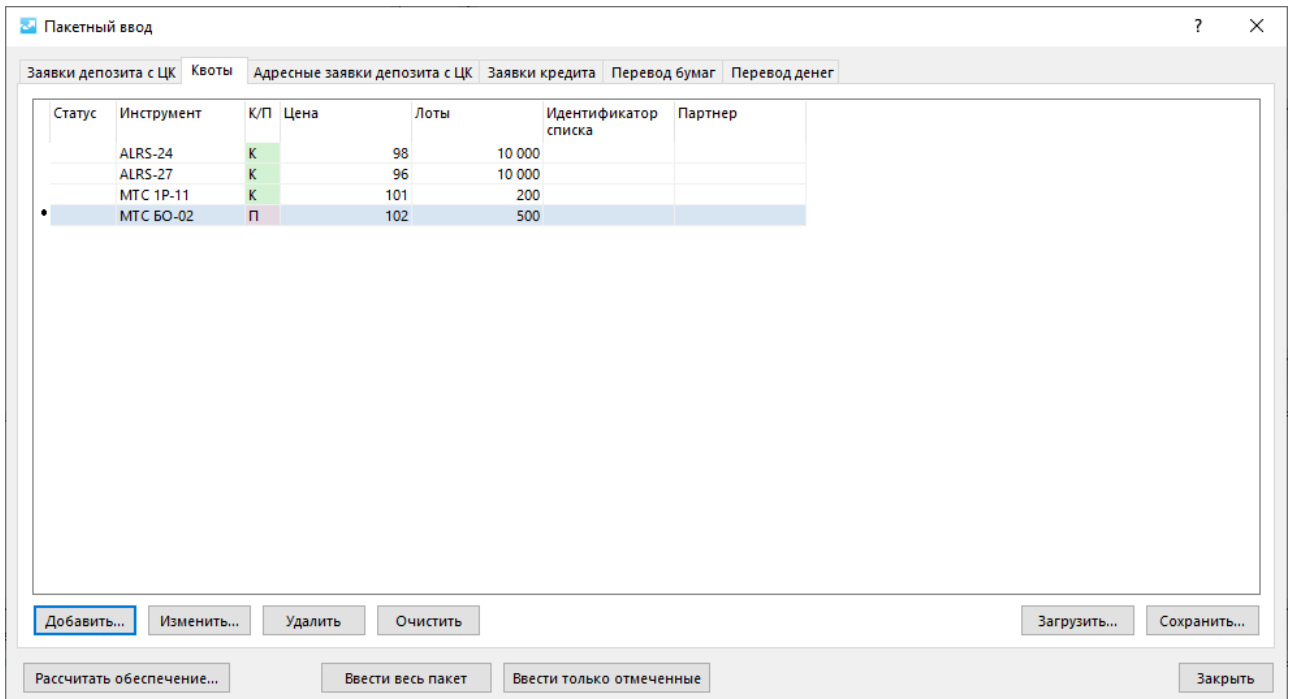 Пакетный ввод ?
Заявки депозита с ЦК Квоты Адресные заявки депозита с ЦК Заявки кредита Перевод бумаг Перевод денег
Статус Инструмент К/П Цена Лоты Идентификатор списка Партнер
ALRS-24 К 98 10 000
ALRS-27 К 96 10 000
МТС 1Р-11 К 101 200
МТС БО-02 П 102 500
Добавить... Изменить... Удалить Очистить Загрузить... Сохранить...
Рассчитать обеспечение... Ввести весь пакет Ввести только отмеченные Закрыть